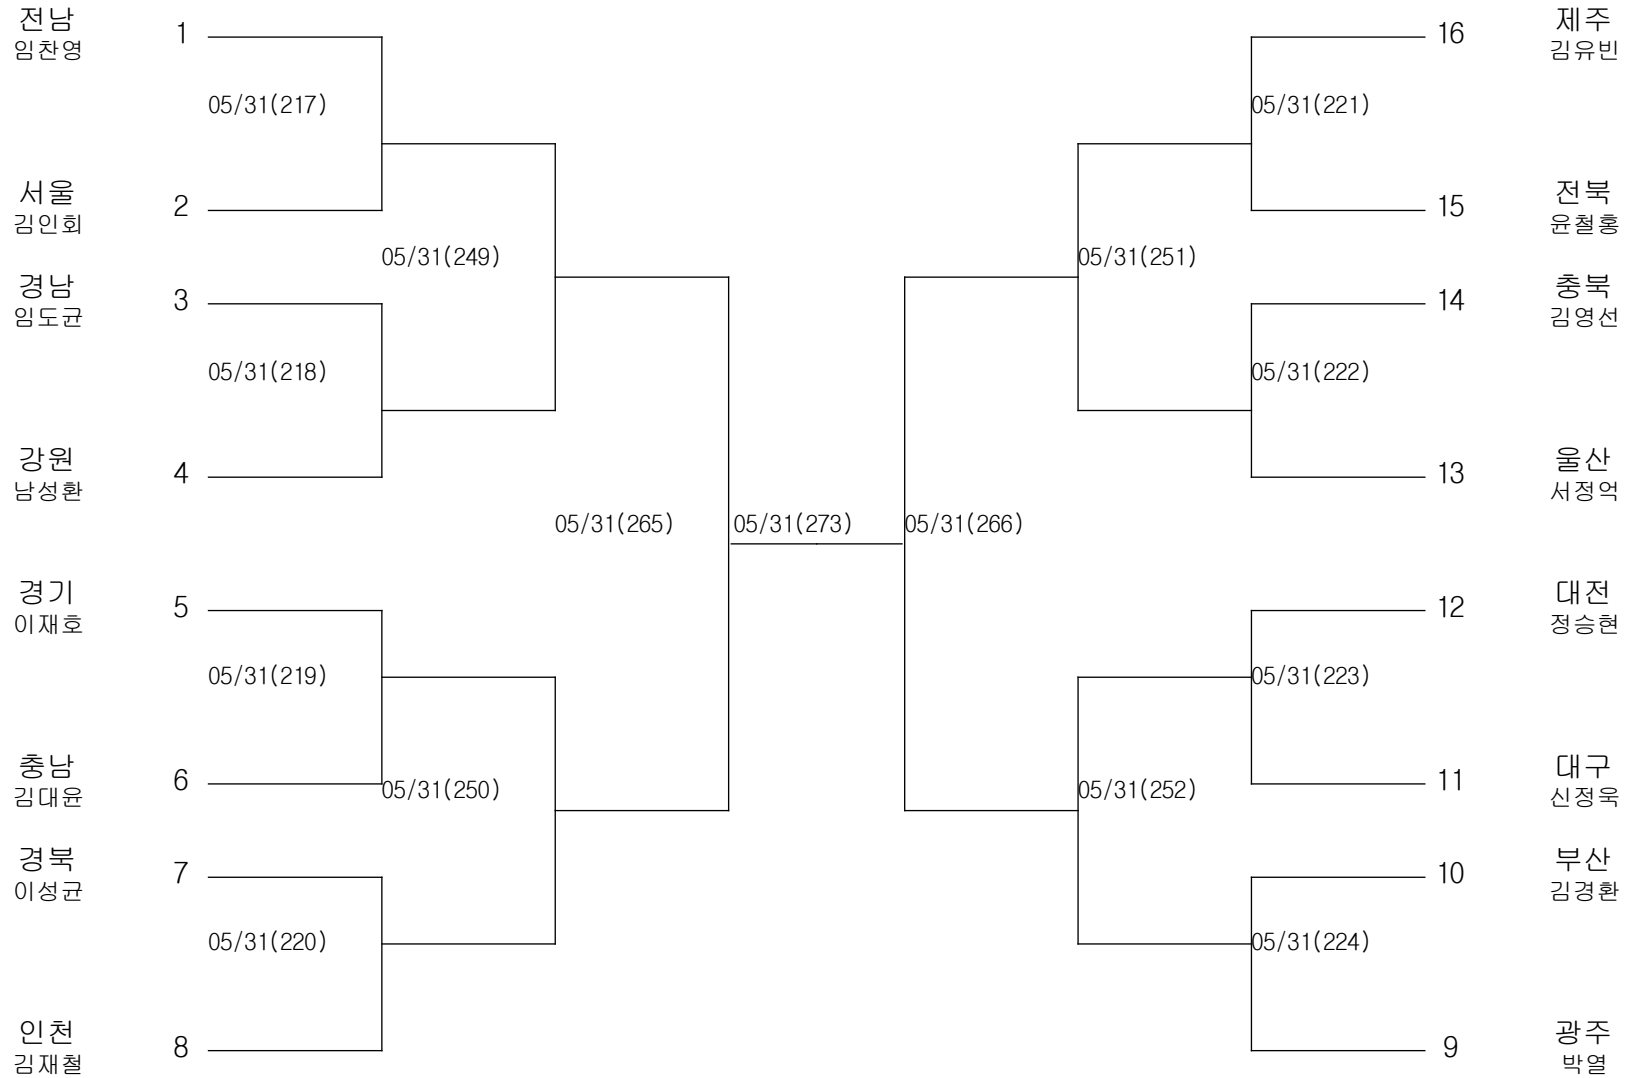 전남
임찬영
1
16
제주
김유빈
05/31(217)
05/31(221)
서울
김인회
2
15
전북
윤철홍
05/31(249)
05/31(251)
경남
임도균
3
14
충북
김영선
05/31(218)
05/31(222)
강원
남성환
4
13
울산
서정억
05/31(265)
05/31(273)
05/31(266)
경기
이재호
5
12
대전
정승현
05/31(219)
05/31(223)
충남
김대윤
6
11
대구
신정욱
05/31(250)
05/31(252)
경북
이성균
7
10
부산
김경환
05/31(220)
05/31(224)
인천
김재철
8
9
광주
박열